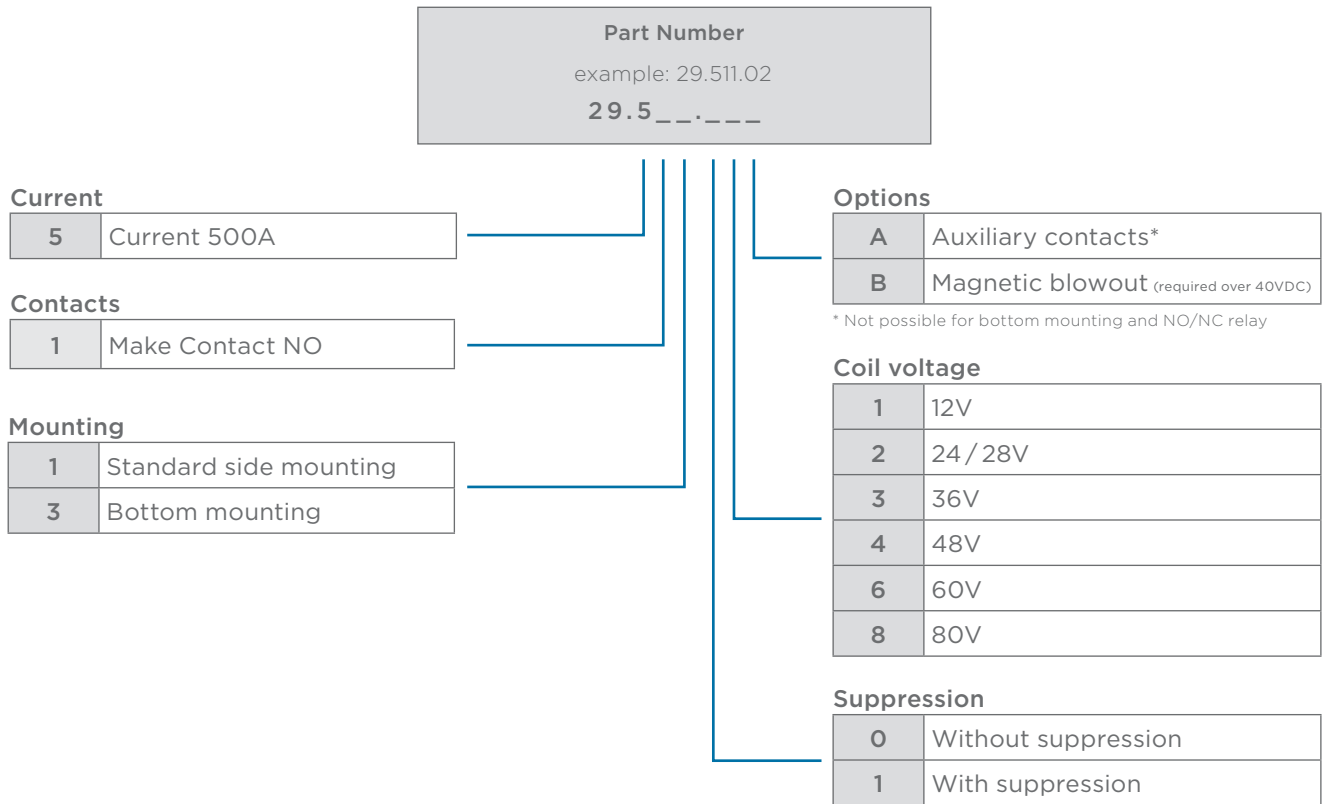 Part Number
example: 29.511.02
29.5__.___
Current
5 Current 500A
Contacts
1 Make Contact NO
Mounting
1 Standard side mounting
3 Bottom mounting
Options
A Auxiliary contacts*
B Magnetic blowout (required over 40VDC)
* Not possible for bottom mounting and NO/NC relay
Coil voltage
1 12V
2 24 / 28V
3 36V
4 48V
6 60V
8 80V
Suppression
0 Without suppression
1 With suppression